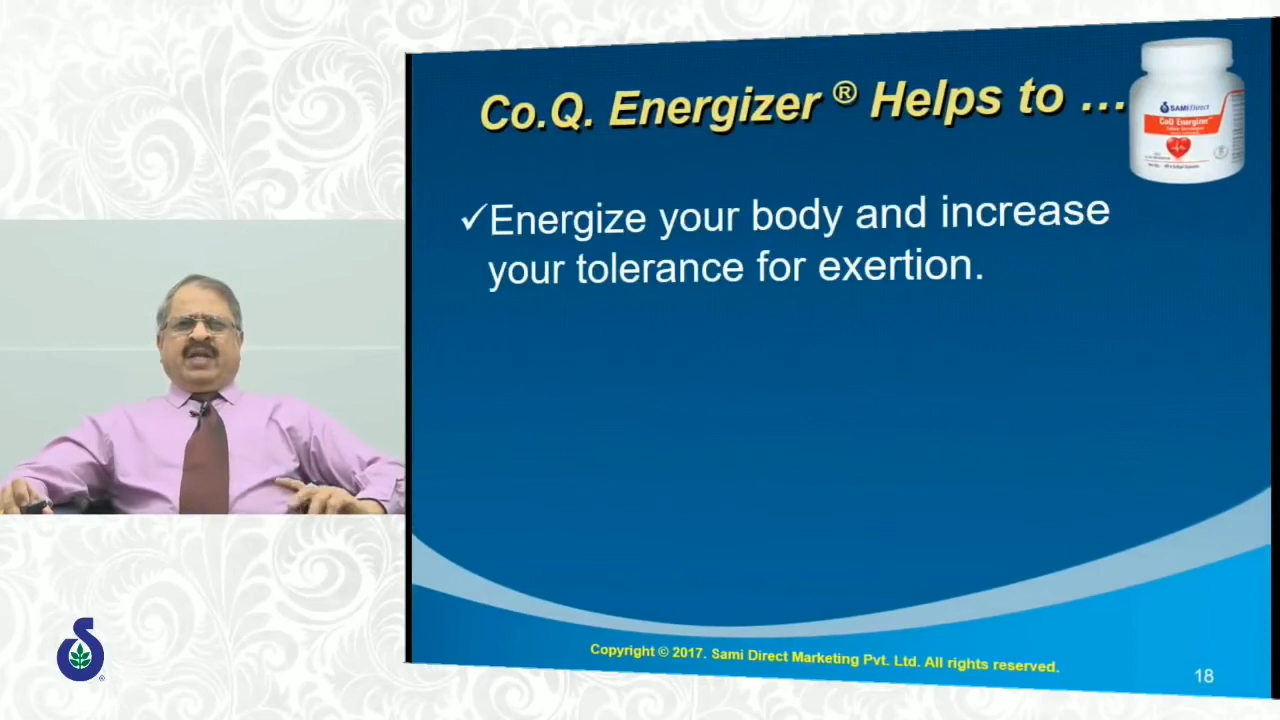 Co.Q. Energizer ® Helps to ...
SAMI Direct
CoQ Energizer
✓Energize your body and increase
your tolerance for exertion.
Copyright © 2017. Sami Direct Marketing Pvt. Ltd. All rights reserved.
18